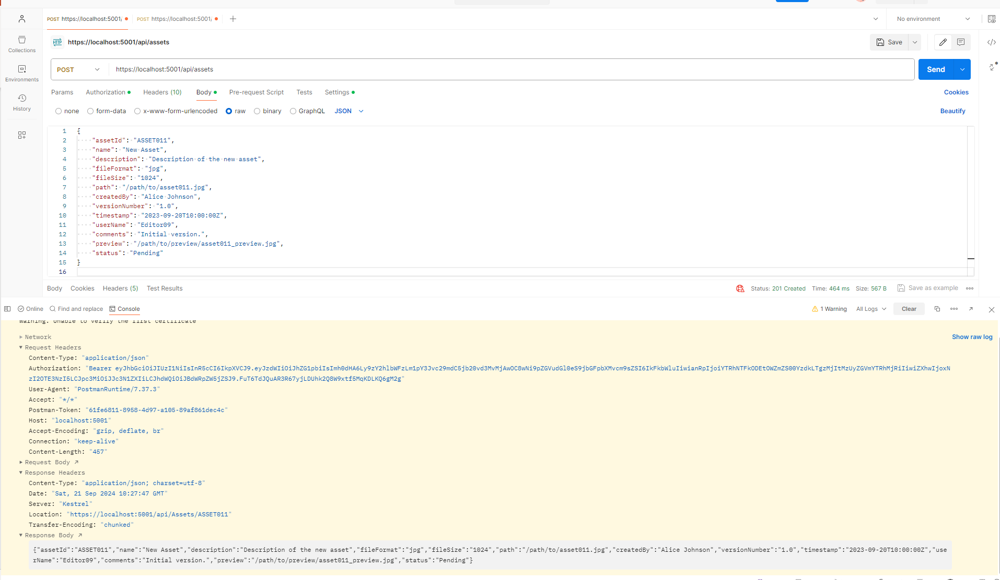 POST https://localhost:5001/ POST https://localhost:5001/ No environment
HTTP https://localhost:5001/api/assets Save
Collections
POST https://localhost:5001/api/assets Send
Environments
Params Authorization Headers (10) Body Pre-request Script Tests Settings Cookies
History
none form-data x-www-form-urlencoded raw binary GraphQL JSON Beautify
1 {
2 "assetId": "ASSET011",
3 "name": "New Asset",
4 "description": "Description of the new asset",
5 "fileFormat": "jpg",
6 "fileSize": "1024",
7 "path": "/path/to/asset011.jpg",
8 "createdBy": "Alice Johnson",
9 "versionNumber": "1.0",
10 "timestamp": "2023-09-20T10:00:00Z",
11 "userName": "Editor09",
12 "comments": "Initial version.",
13 "preview": "/path/to/preview/asset011_preview.jpg",
14 "status": "Pending"
15 }
16
Body Cookies Headers (5) Test Results Status: 201 Created Time: 464 ms Size: 567 B Save as example
Online Find and replace Console 1 Warning All Logs Clear
Warning: Unable to verify the first certificate
Network Show raw log
Request Headers
Content-Type: "application/json"
Authorization: "Bearer
User-Agent: "PostmanRuntime/7.37.3"
Accept: "*/*"
Postman-Token: "61fe6811-8958-4d97-a105-89af861dec4c"
Host: "localhost:5001"
Accept-Encoding: "gzip, deflate, br"
Connection: "keep-alive"
Content-Length: "457"
Request Body
Response Headers
Content-Type: "application/json; charset=utf-8"
Date: "Sat, 21 Sep 2024 10:27:47 GMT"
Server: "Kestrel"
Location: "https://localhost:5001/api/Assets/ASSET011"
Transfer-Encoding: "chunked"
Response Body
{"assetId":"ASSET011","name":"New Asset","description":"Description of the new asset","fileFormat":"jpg","fileSize":"1024","path":"/path/to/asset011.jpg","createdBy":"Alice Johnson","versionNumber":"1.0","timestamp":"2023-09-20T10:00:00Z","use
rName":"Editor09","comments":"Initial version.","preview":"/path/to/preview/asset011_preview.jpg","status":"Pending"}